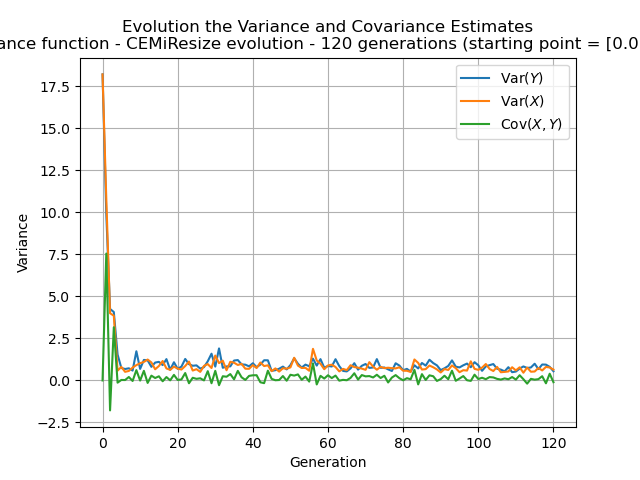 Evolution the Variance and Covariance Estimates
function - CEMiResize evolution - 120 generations (starting point = [0.0
Var(Y)
Var(X)
Cov(X, Y)
17.5
15.0
12.5
10.0
7.5
5.0
2.5
0.0
−2.5
Variance
0 20 40 60 80 100 120
Generation